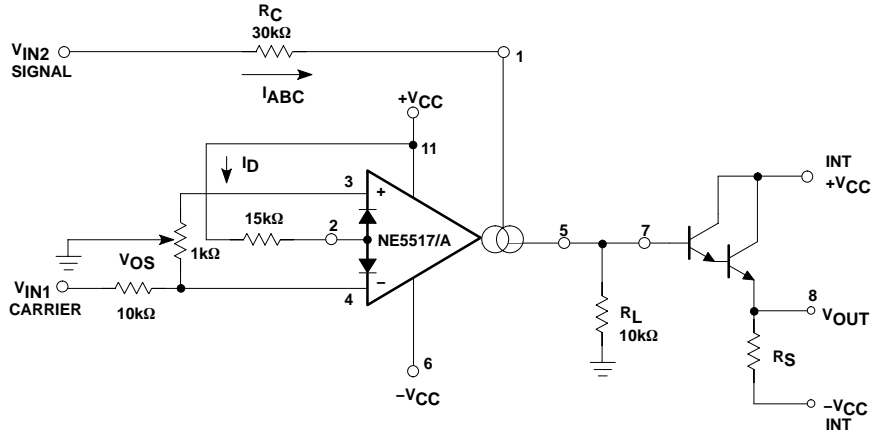 RC
30kΩ
VIN2
SIGNAL
1
IABC
+VCC
11
ID
3
+
INT
+VCC
15kΩ
2
NE5517/A
5
7
1kΩ
VOS
VIN1
CARRIER
10kΩ
4
−
RL
10kΩ
8
VOUT
6
−VCC
RS
−VCC
INT